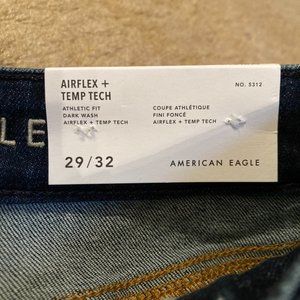 AIRFLEX +
TEMP TECH
NO. 5312
ATHLETIC FIT
DARK WASH
AIRFLEX + TEMP TECH
COUPE ATHLÉTIQUE
FINI FONCÉ
AIRFLEX + TEMP TECH
29/32
AMERICAN EAGLE
LE